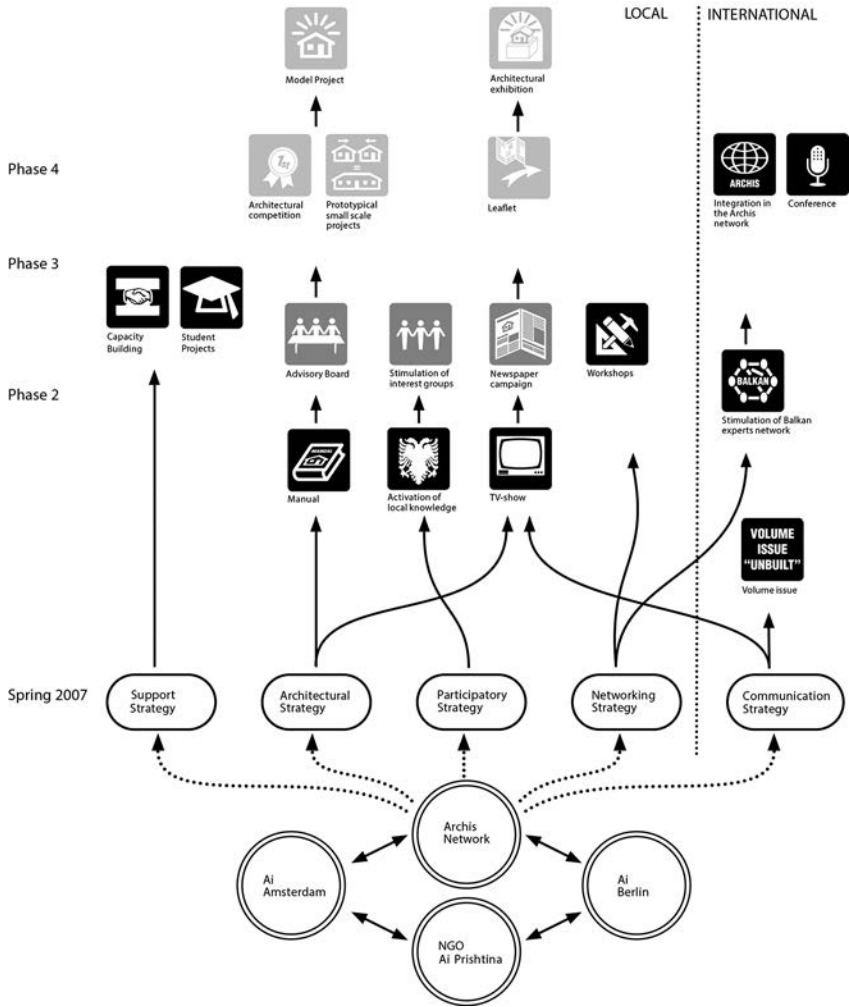 LOCAL
INTERNATIONAL
Model Project
Architectural
exhibition
Phase 4
1st
Architectural
competition
Prototypical
small scale
projects
Leaflet
ARCHIS
Integration in
the Archis
network
Conference
Phase 3
Capacity
Building
Student
Projects
Advisory Board
Stimulation of
interest groups
Newspaper
campaign
Workshops
BALKAN
Stimulation of Balkan
experts network
Phase 2
MANUAL
Manual
Activation of
local knowledge
TV-show
VOLUME
ISSUE
"UNBUILT"
Volume issue
Spring 2007
Support
Strategy
Architectural
Strategy
Participatory
Strategy
Networking
Strategy
Communication
Strategy
Archis
Network
Ai
Amsterdam
Ai
Berlin
NGO
Ai Prishtina